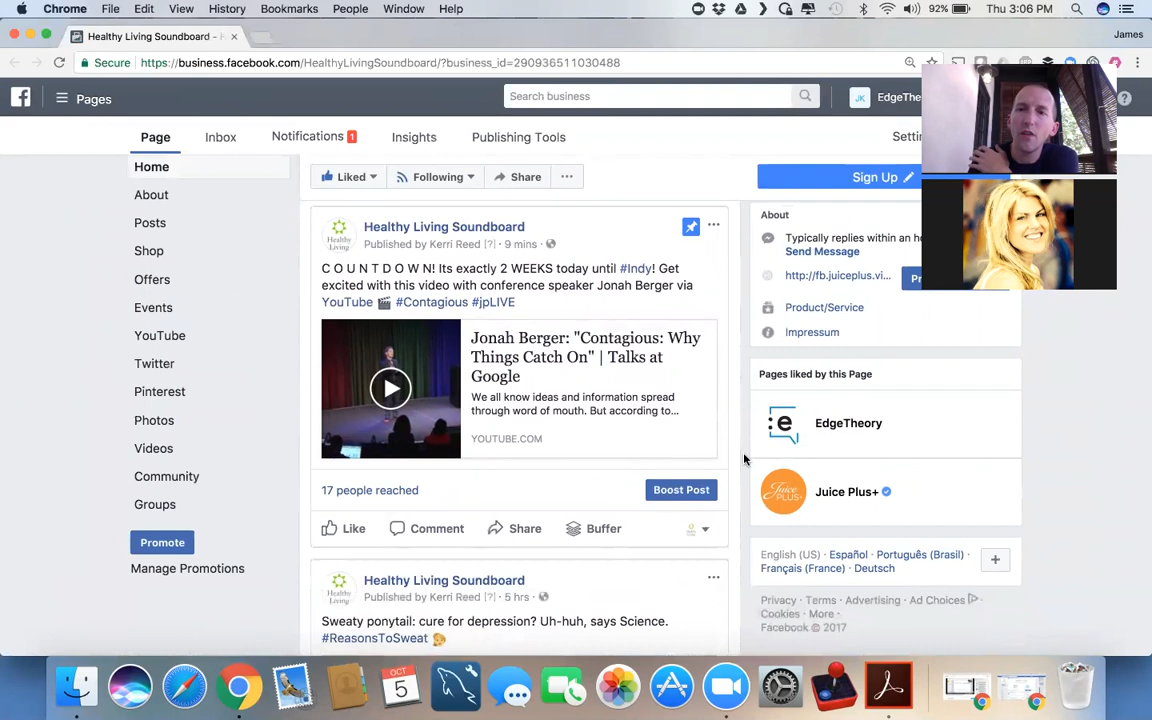 Chrome File Edit View History Bookmarks People Window Help 92% Thu 3:06 PM
Healthy Living Soundboard - James
Secure https://business.facebook.com/HealthyLivingSoundboard/?business_id=290936511030488
Pages Search business JK EdgeThe
Page Inbox Notifications 1 Insights Publishing Tools Settin
Home
About
Posts
Shop
Offers
Events
YouTube
Twitter
Pinterest
Photos
Videos
Community
Groups
Promote
Manage Promotions
Liked Following Share Sign Up
Healthy Living Soundboard
Published by Kerri Reed [?] · 9 mins ·
C O U N T D O W N! Its exactly 2 WEEKS today until #Indy! Get
excited with this video with conference speaker Jonah Berger via
YouTube 🎬 #Contagious #jpLIVE
Jonah Berger: "Contagious: Why
Things Catch On" | Talks at
Google
We all know ideas and information spread
through word of mouth. But according to...
YOUTUBE.COM
17 people reached Boost Post
Like Comment Share Buffer
Healthy Living Soundboard
Published by Kerri Reed [?] · 5 hrs ·
Sweaty ponytail: cure for depression? Uh-huh, says Science.
#ReasonsToSweat
About
Typically replies within an h
Send Message
http://fb.juiceplus.vi... Pr
Product/Service
Impressum
Pages liked by this Page
EdgeTheory
Juice Plus+
English (US) · Español · Português (Brasil) ·
Français (France) · Deutsch
Privacy · Terms · Advertising · Ad Choices ·
Cookies · More ·
Facebook © 2017
OCT
5